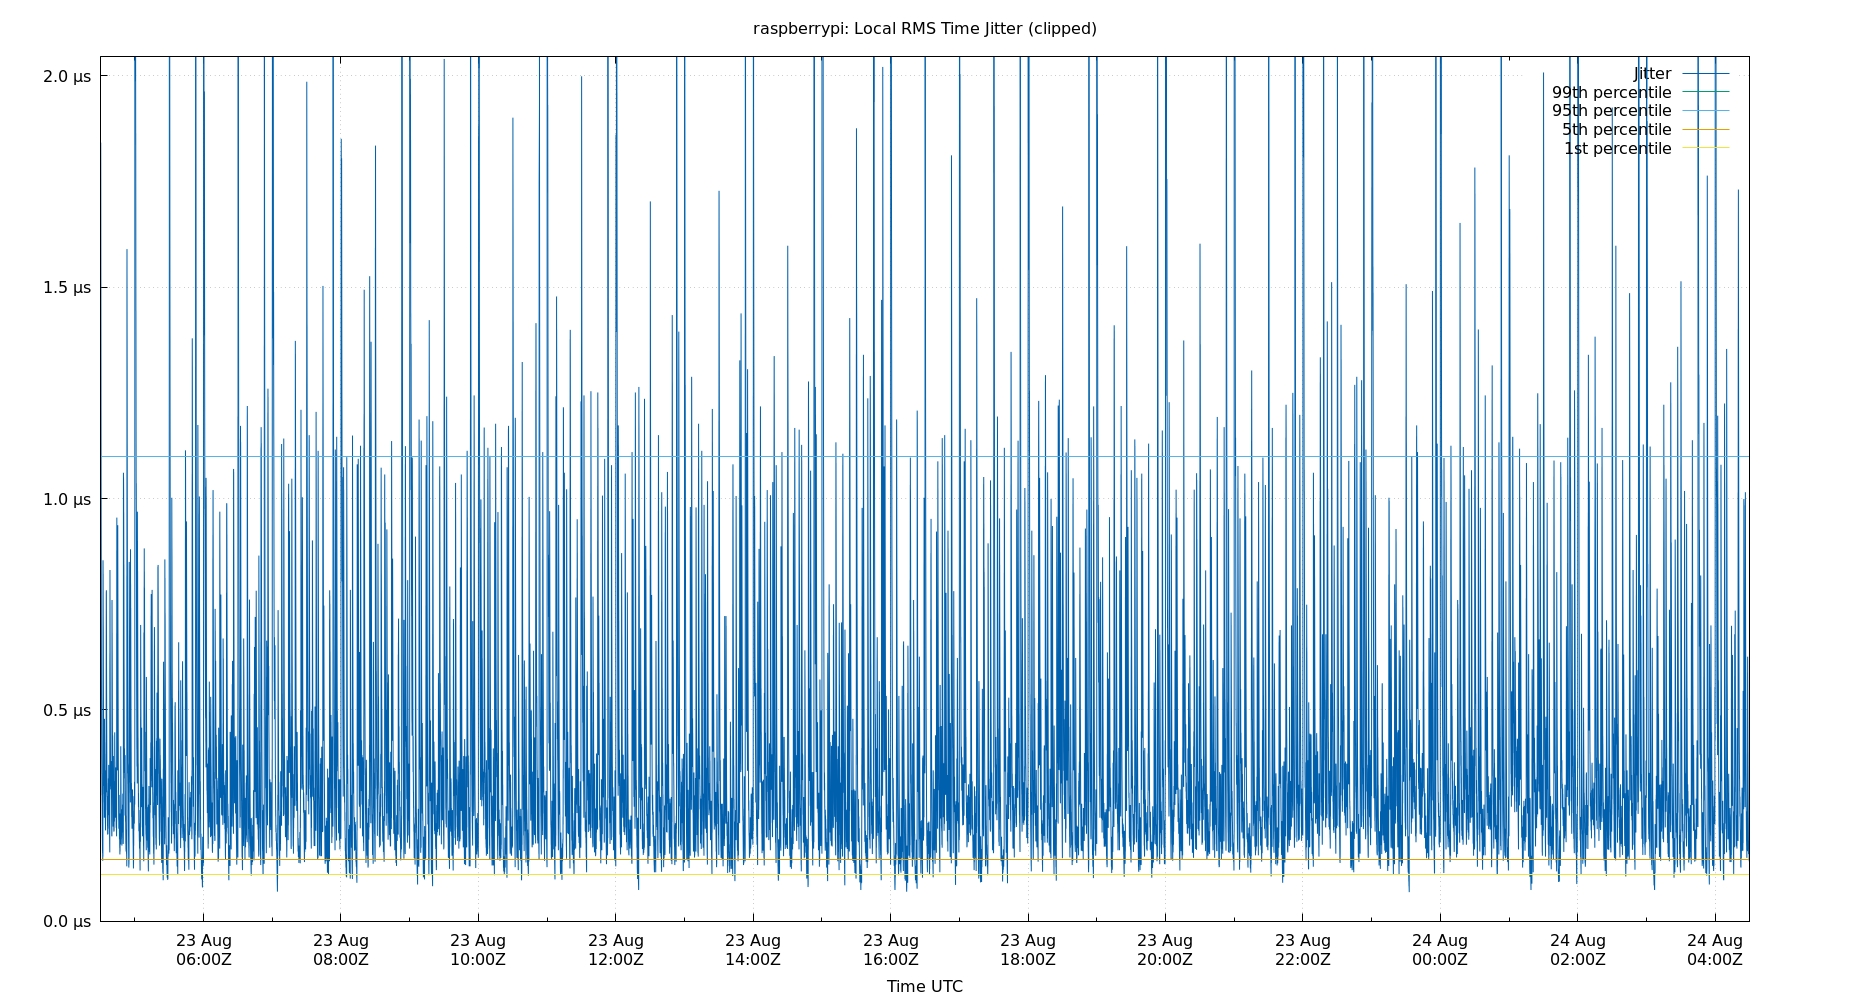 raspberrypi: Local RMS Time Jitter (clipped)
2.0 µs
1.5 µs
1.0 µs
0.5 µs
0.0 µs
Jitter
99th percentile
95th percentile
5th percentile
1st percentile
23 Aug 23 Aug 23 Aug 23 Aug 23 Aug 23 Aug 23 Aug 23 Aug 23 Aug 24 Aug 24 Aug 24 Aug
06:00Z 08:00Z 10:00Z 12:00Z 14:00Z 16:00Z 18:00Z 20:00Z 22:00Z 00:00Z 02:00Z 04:00Z
Time UTC